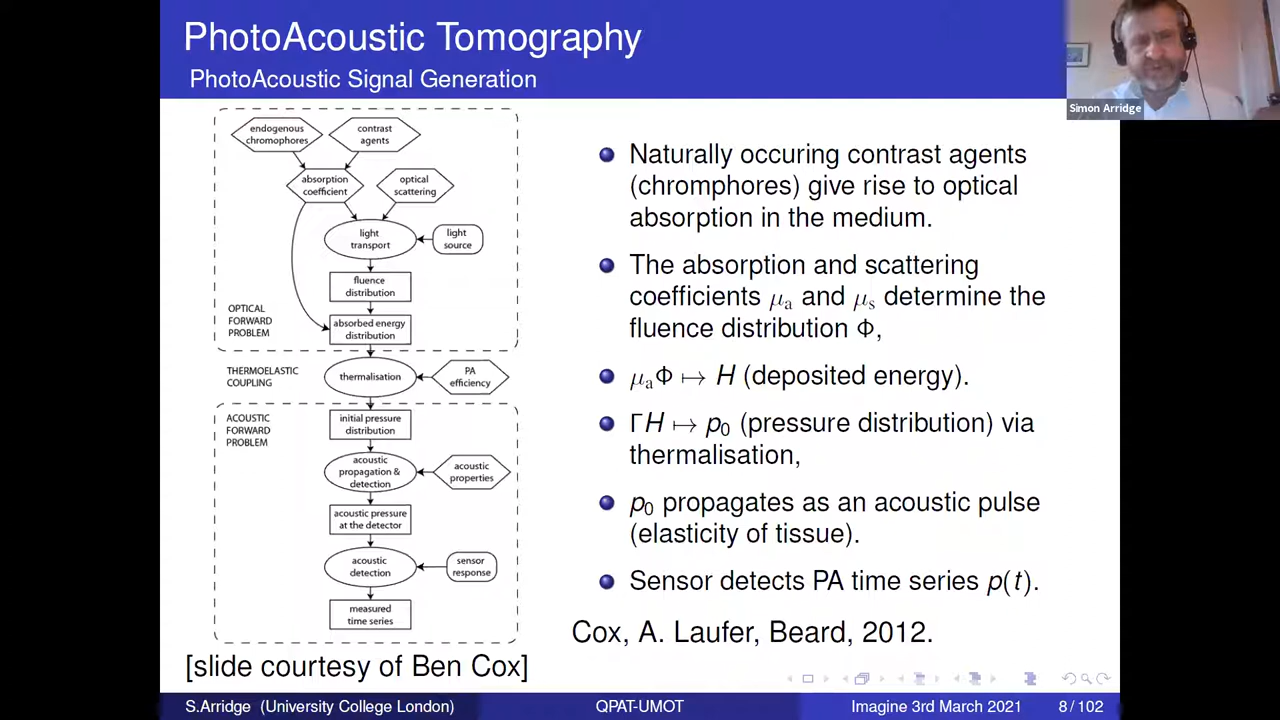 PhotoAcoustic Tomography
PhotoAcoustic Signal Generation
Simon Arridge
endogenous
chromophores
contrast
agents
absorption
coefficient
optical
scattering
light
transport
light
source
fluence
distribution
OPTICAL
FORWARD
PROBLEM
absorbed energy
distribution
THERMOELASTIC
COUPLING
thermalisation
PA
efficiency
ACOUSTIC
FORWARD
PROBLEM
initial pressure
distribution
acoustic
propagation &
detection
acoustic
properties
acoustic pressure
at the detector
acoustic
detection
sensor
response
measured
time series
[slide courtesy of Ben Cox]
Naturally occuring contrast agents
(chromphores) give rise to optical
absorption in the medium.
The absorption and scattering
coefficients μa and μs determine the
fluence distribution Φ,
μaΦ ↦ H (deposited energy).
ΓH ↦ p0 (pressure distribution) via
thermalisation,
p0 propagates as an acoustic pulse
(elasticity of tissue).
Sensor detects PA time series p(t).
Cox, A. Laufer, Beard, 2012.
S.Arridge (University College London)
QPAT-UMOT
Imagine 3rd March 2021
8 / 102